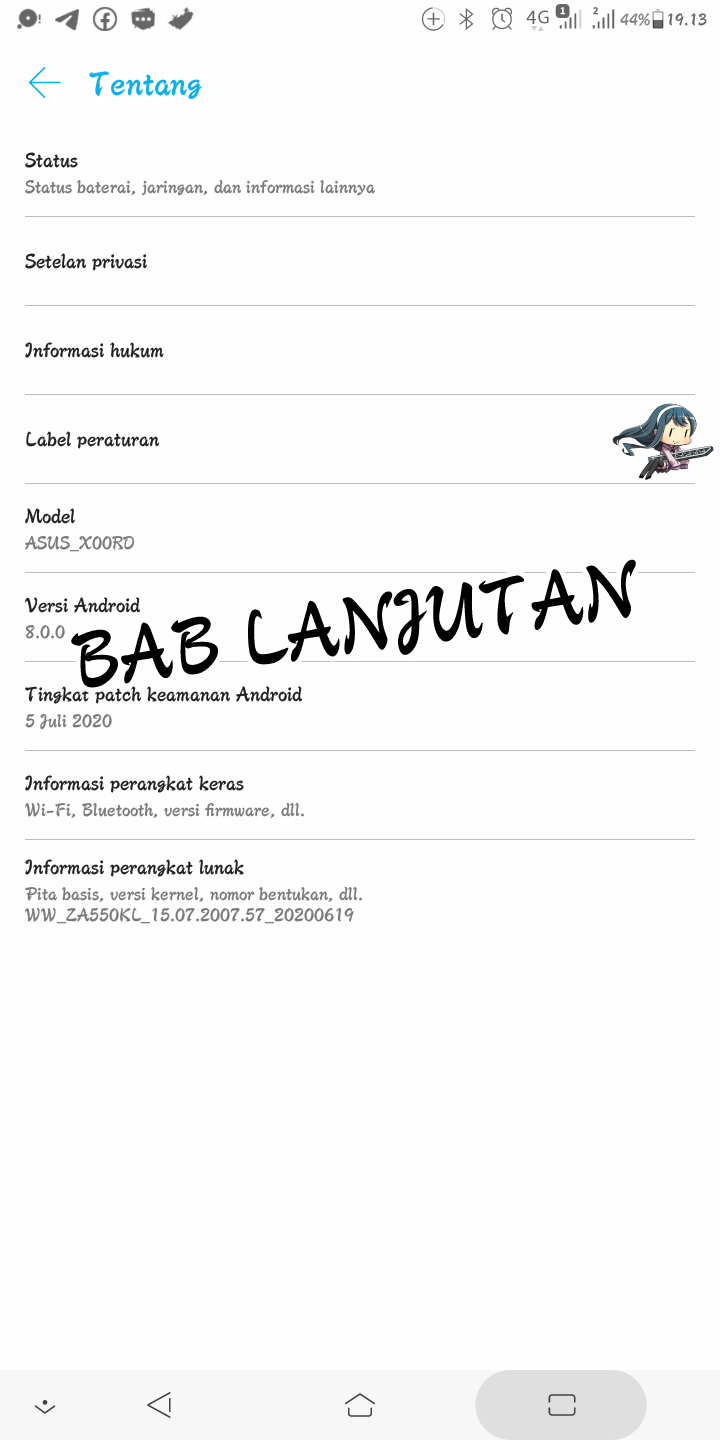 4G 1 2 44% 19.13
Tentang
Status
Status baterai, jaringan, dan informasi lainnya
Setelan privasi
Informasi hukum
Label peraturan
Model
ASUS_X00RD
Versi Android
8.0.0
BAB LANJUTAN
Tingkat patch keamanan Android
5 Juli 2020
Informasi perangkat keras
Wi-Fi, Bluetooth, versi firmware, dll.
Informasi perangkat lunak
Pita basis, versi kernel, nomor bentukan, dll.
WW_ZA550KL_15.07.2007.57_20200619